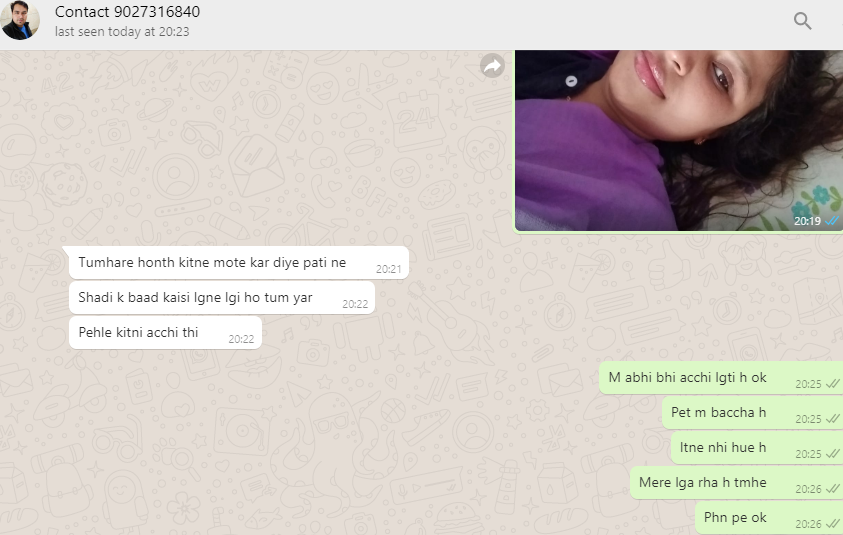 Contact 9027316840
last seen today at 20:23
20:19
Tumhare honth kitne mote kar diye pati ne 20:21
Shadi k baad kaisi lgne lgi ho tum yar 20:22
Pehle kitni acchi thi 20:22
M abhi bhi acchi lgti h ok 20:25
Pet m baccha h 20:25
Itne nhi hue h 20:25
Mere lga rha h tmhe 20:26
Phn pe ok 20:26